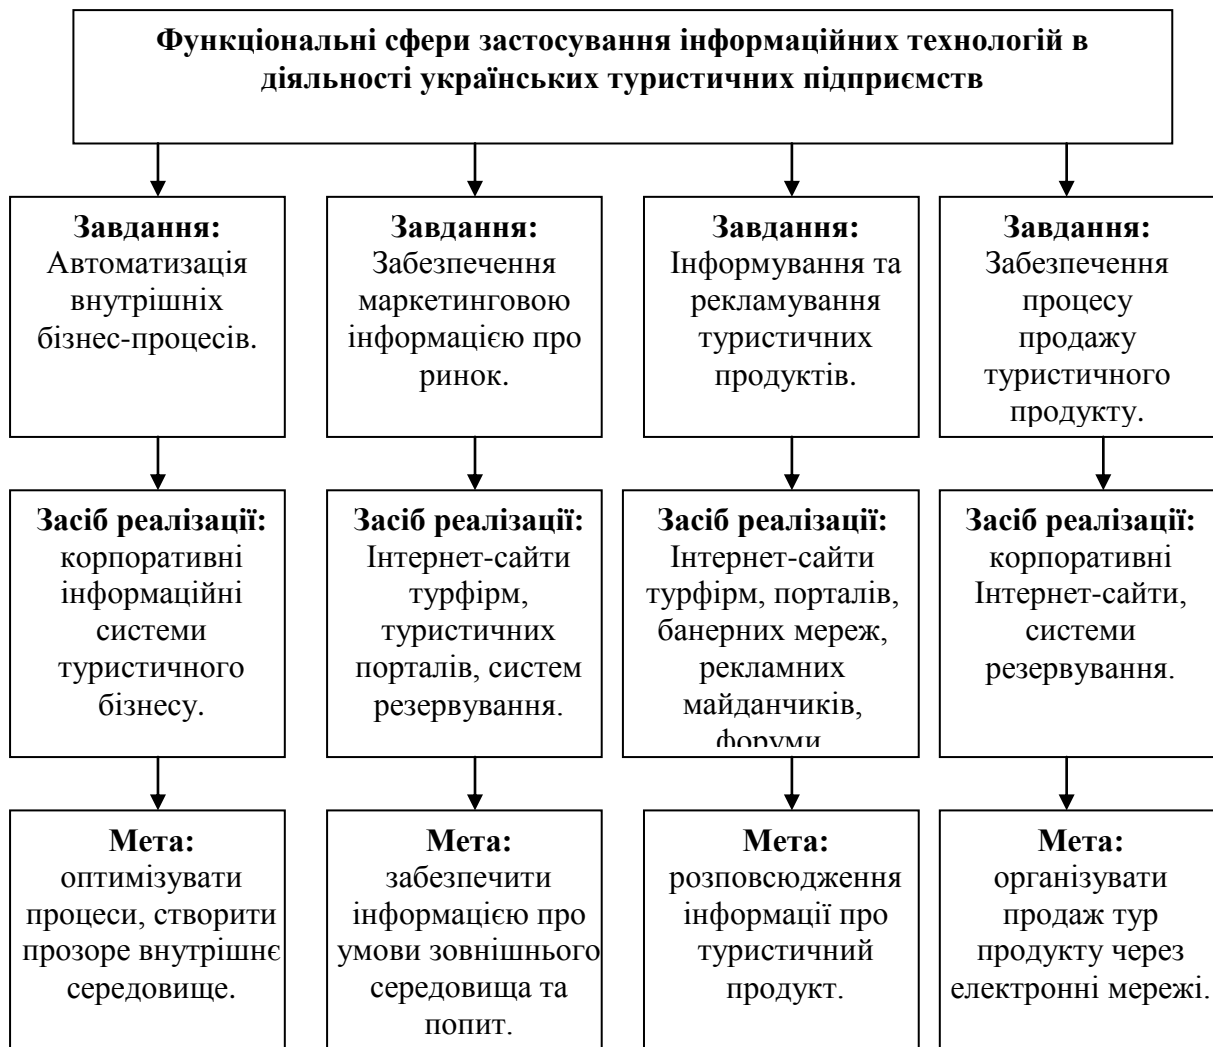 Функціональні сфери застосування інформаційних технологій в
діяльності українських туристичних підприємств
Завдання:
Автоматизація
внутрішніх
бізнес-процесів.
Завдання:
Забезпечення
маркетинговою
інформацією про
ринок.
Завдання:
Інформування та
рекламування
туристичних
продуктів.
Завдання:
Забезпечення
процесу
продажу
туристичного
продукту.
Засіб реалізації:
корпоративні
інформаційні
системи
туристичного
бізнесу.
Засіб реалізації:
Інтернет-сайти
турфірм,
туристичних
порталів, систем
резервування.
Засіб реалізації:
Інтернет-сайти
турфірм, порталів,
банерних мереж,
рекламних
майданчиків,
форуми
Засіб реалізації:
корпоративні
Інтернет-сайти,
системи
резервування.
Мета:
оптимізувати
процеси, створити
прозоре внутрішнє
середовище.
Мета:
забезпечити
інформацією про
умови зовнішнього
середовища та
попит.
Мета:
розповсюдження
інформації про
туристичний
продукт.
Мета:
організувати
продаж тур
продукту через
електронні мережі.